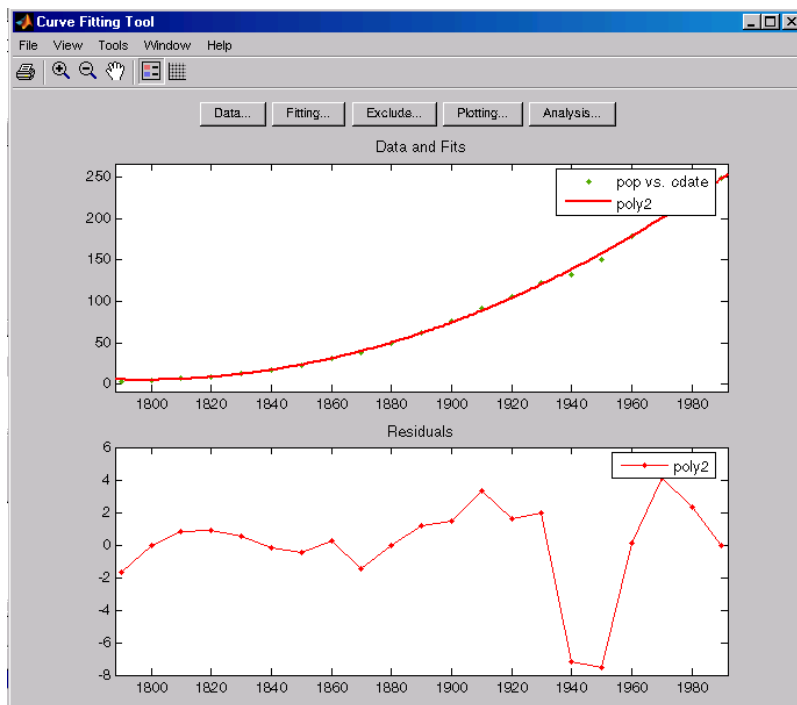 Curve Fitting Tool
File View Tools Window Help
Data... Fitting... Exclude... Plotting... Analysis...
Data and Fits
250
200
150
100
50
0
pop vs. cdate
poly2
1800 1820 1840 1860 1880 1900 1920 1940 1960 1980
Residuals
6
4
2
0
-2
-4
-6
-8
poly2
1800 1820 1840 1860 1880 1900 1920 1940 1960 1980